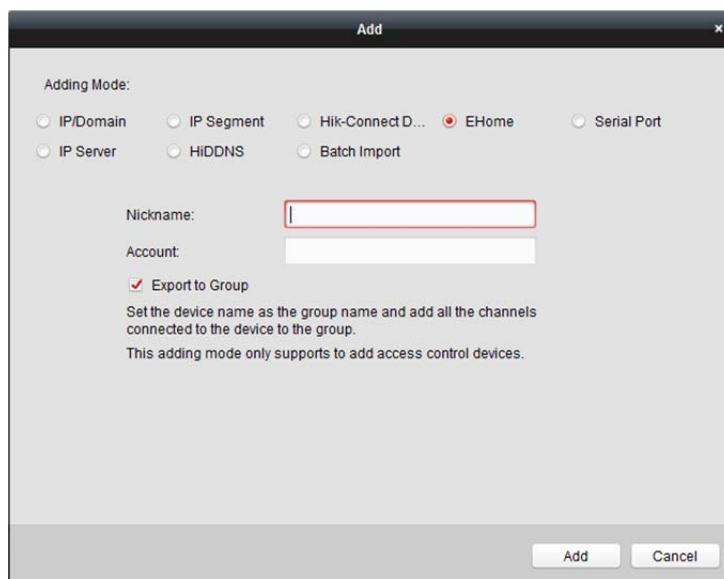 Add
Adding Mode:
IP/Domain IP Segment Hik-Connect D... EHome Serial Port
IP Server HiDDNS Batch Import
Nickname:
Account:
Export to Group
Set the device name as the group name and add all the channels
connected to the device to the group.
This adding mode only supports to add access control devices.
Add Cancel